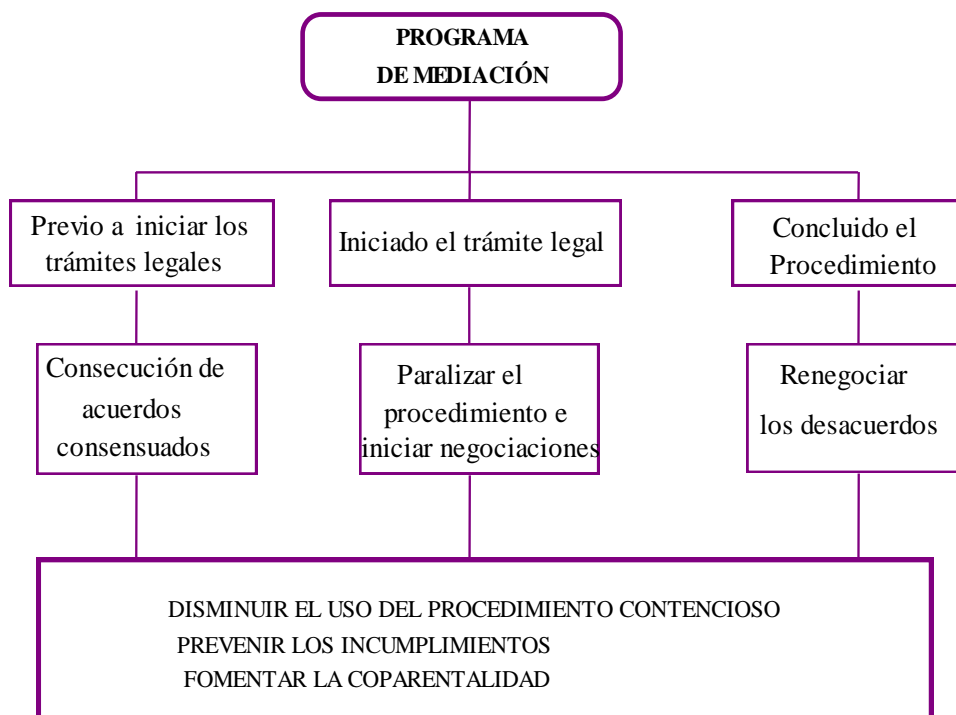 PROGRAMA
DE MEDIACIÓN
Previo a iniciar los
trámites legales
Iniciado el trámite legal
Concluido el
Procedimiento
Consecución de
acuerdos
consensuados
Paralizar el
procedimiento e
iniciar negociaciones
Renegociar
los desacuerdos
DISMINUIR EL USO DEL PROCEDIMIENTO CONTENCIOSO
PREVENIR LOS INCUMPLIMIENTOS
FOMENTAR LA COPARENTALIDAD